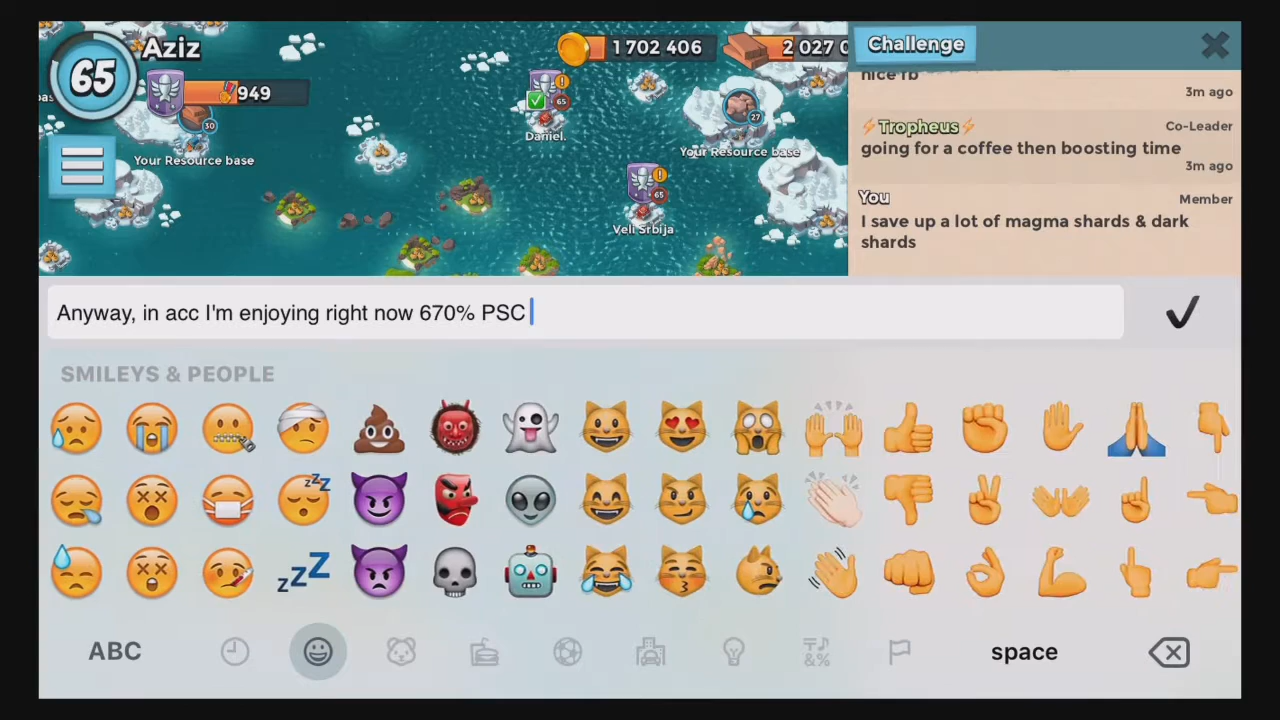 65
Aziz
949
1 702 406
2 027 0
Challenge
30
Your Resource base
65
Daniel.
27
Your Resource base
65
Veli Srbija
nice fb
3m ago
⚡Tropheus⚡
Co-Leader
going for a coffee then boosting time
3m ago
You
Member
I save up a lot of magma shards & dark
shards
Anyway, in acc I'm enjoying right now 670% PSC
SMILEYS & PEOPLE
ABC
space